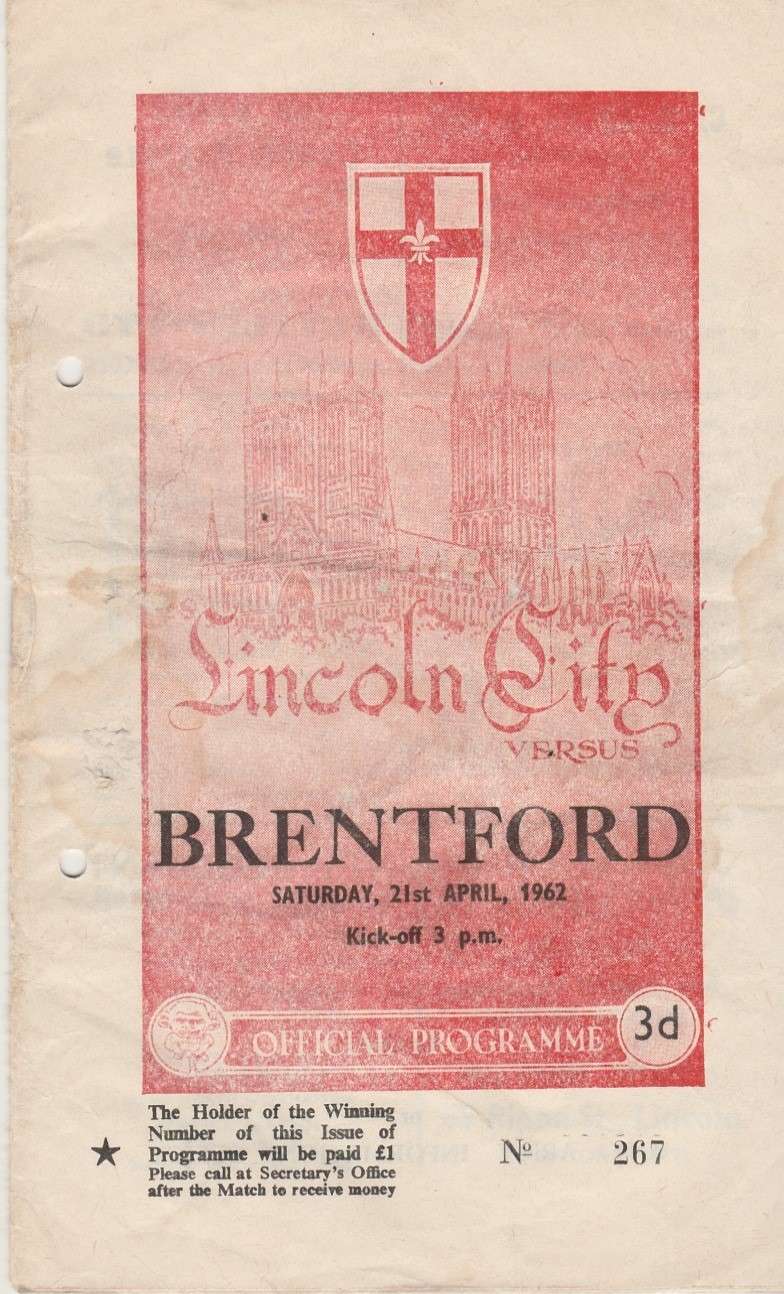 Lincoln City
VERSUS
BRENTFORD
SATURDAY, 21st APRIL, 1962
Kick-off 3 p.m.
OFFICIAL PROGRAMME 3d
The Holder of the Winning
Number of this Issue of
★ Programme will be paid £1
Please call at Secretary's Office
after the Match to receive money
Nº 267